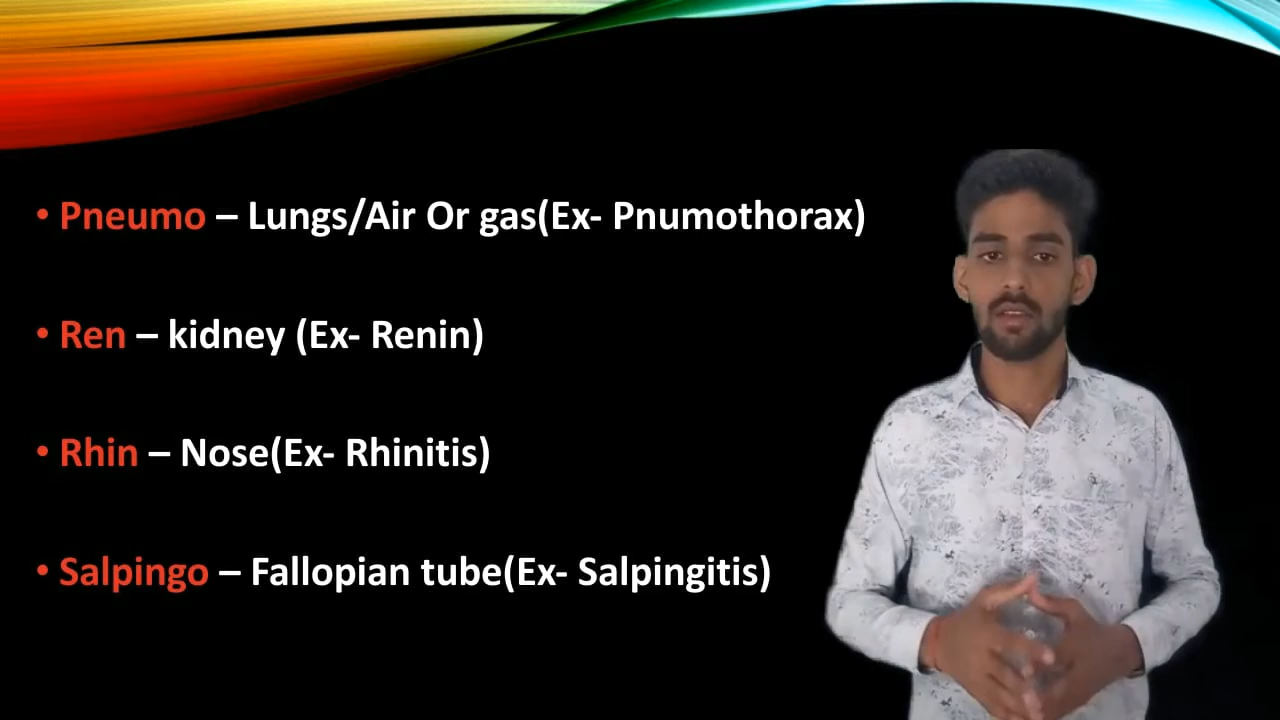 • Pneumo – Lungs/Air Or gas(Ex- Pnumothorax)
• Ren – kidney (Ex- Renin)
• Rhin – Nose(Ex- Rhinitis)
• Salpingo – Fallopian tube(Ex- Salpingitis)